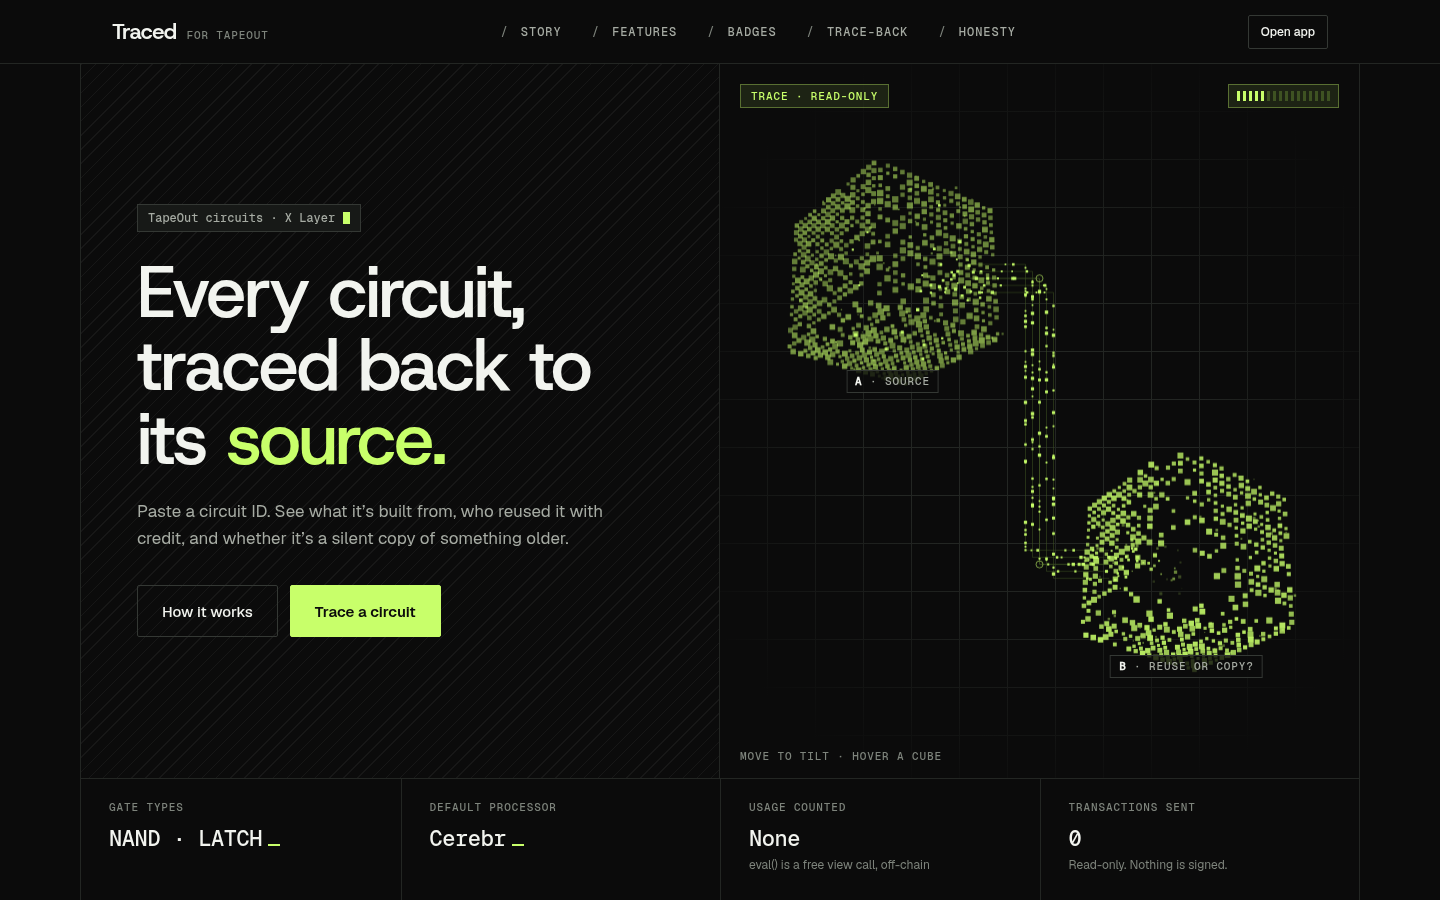 Traced FOR TAPEOUT
/ STORY / FEATURES / BADGES / TRACE-BACK / HONESTY
Open app
TapeOut circuits · X Layer
Every circuit,
traced back to
its source.
Paste a circuit ID. See what it’s built from, who reused it with
credit, and whether it’s a silent copy of something older.
How it works
Trace a circuit
TRACE · READ-ONLY
A · SOURCE
B · REUSE OR COPY?
MOVE TO TILT · HOVER A CUBE
GATE TYPES
NAND · LATCH_
DEFAULT PROCESSOR
Cerebr_
USAGE COUNTED
None
eval() is a free view call, off-chain
TRANSACTIONS SENT
0
Read-only. Nothing is signed.